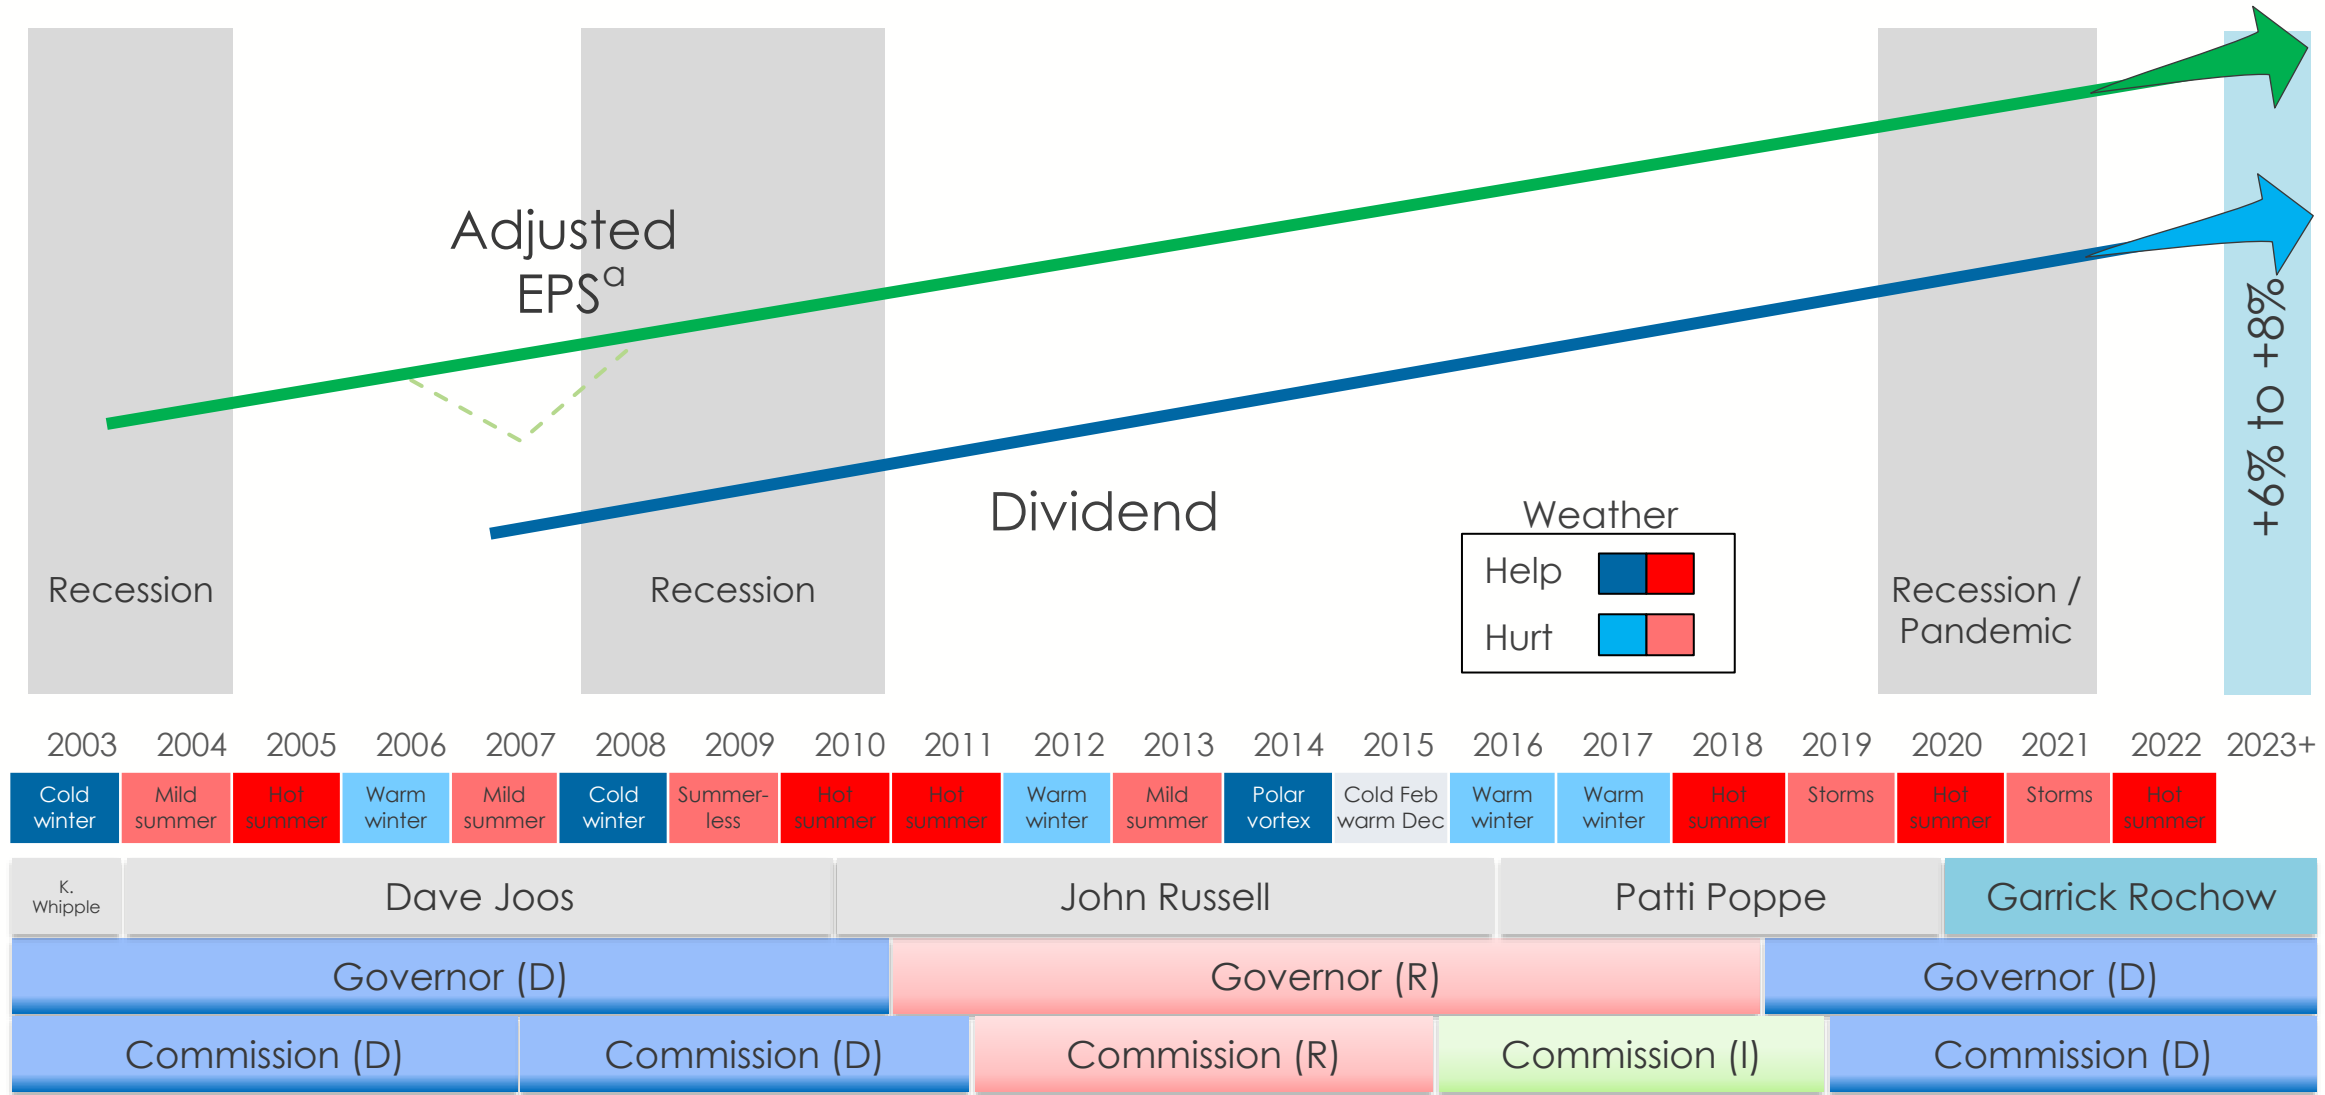 Adjusted
EPSa
Dividend
+6% to +8%
Weather
Help
Hurt
Recession
Recession
Recession /
Pandemic
2003 2004 2005 2006 2007 2008 2009 2010 2011 2012 2013 2014 2015 2016 2017 2018 2019 2020 2021 2022 2023+
Cold Mild Hot Warm Mild Cold Summer- Hot Hot Warm Mild Polar Cold Feb Warm Warm Hot Storms Hot Storms Hot
winter summer summer winter summer winter less summer summer winter summer vortex warm Dec winter winter summer summer summer
K.
Whipple
Dave Joos
John Russell
Patti Poppe
Garrick Rochow
Governor (D)
Governor (R)
Governor (D)
Commission (D)
Commission (D)
Commission (R)
Commission (I)
Commission (D)